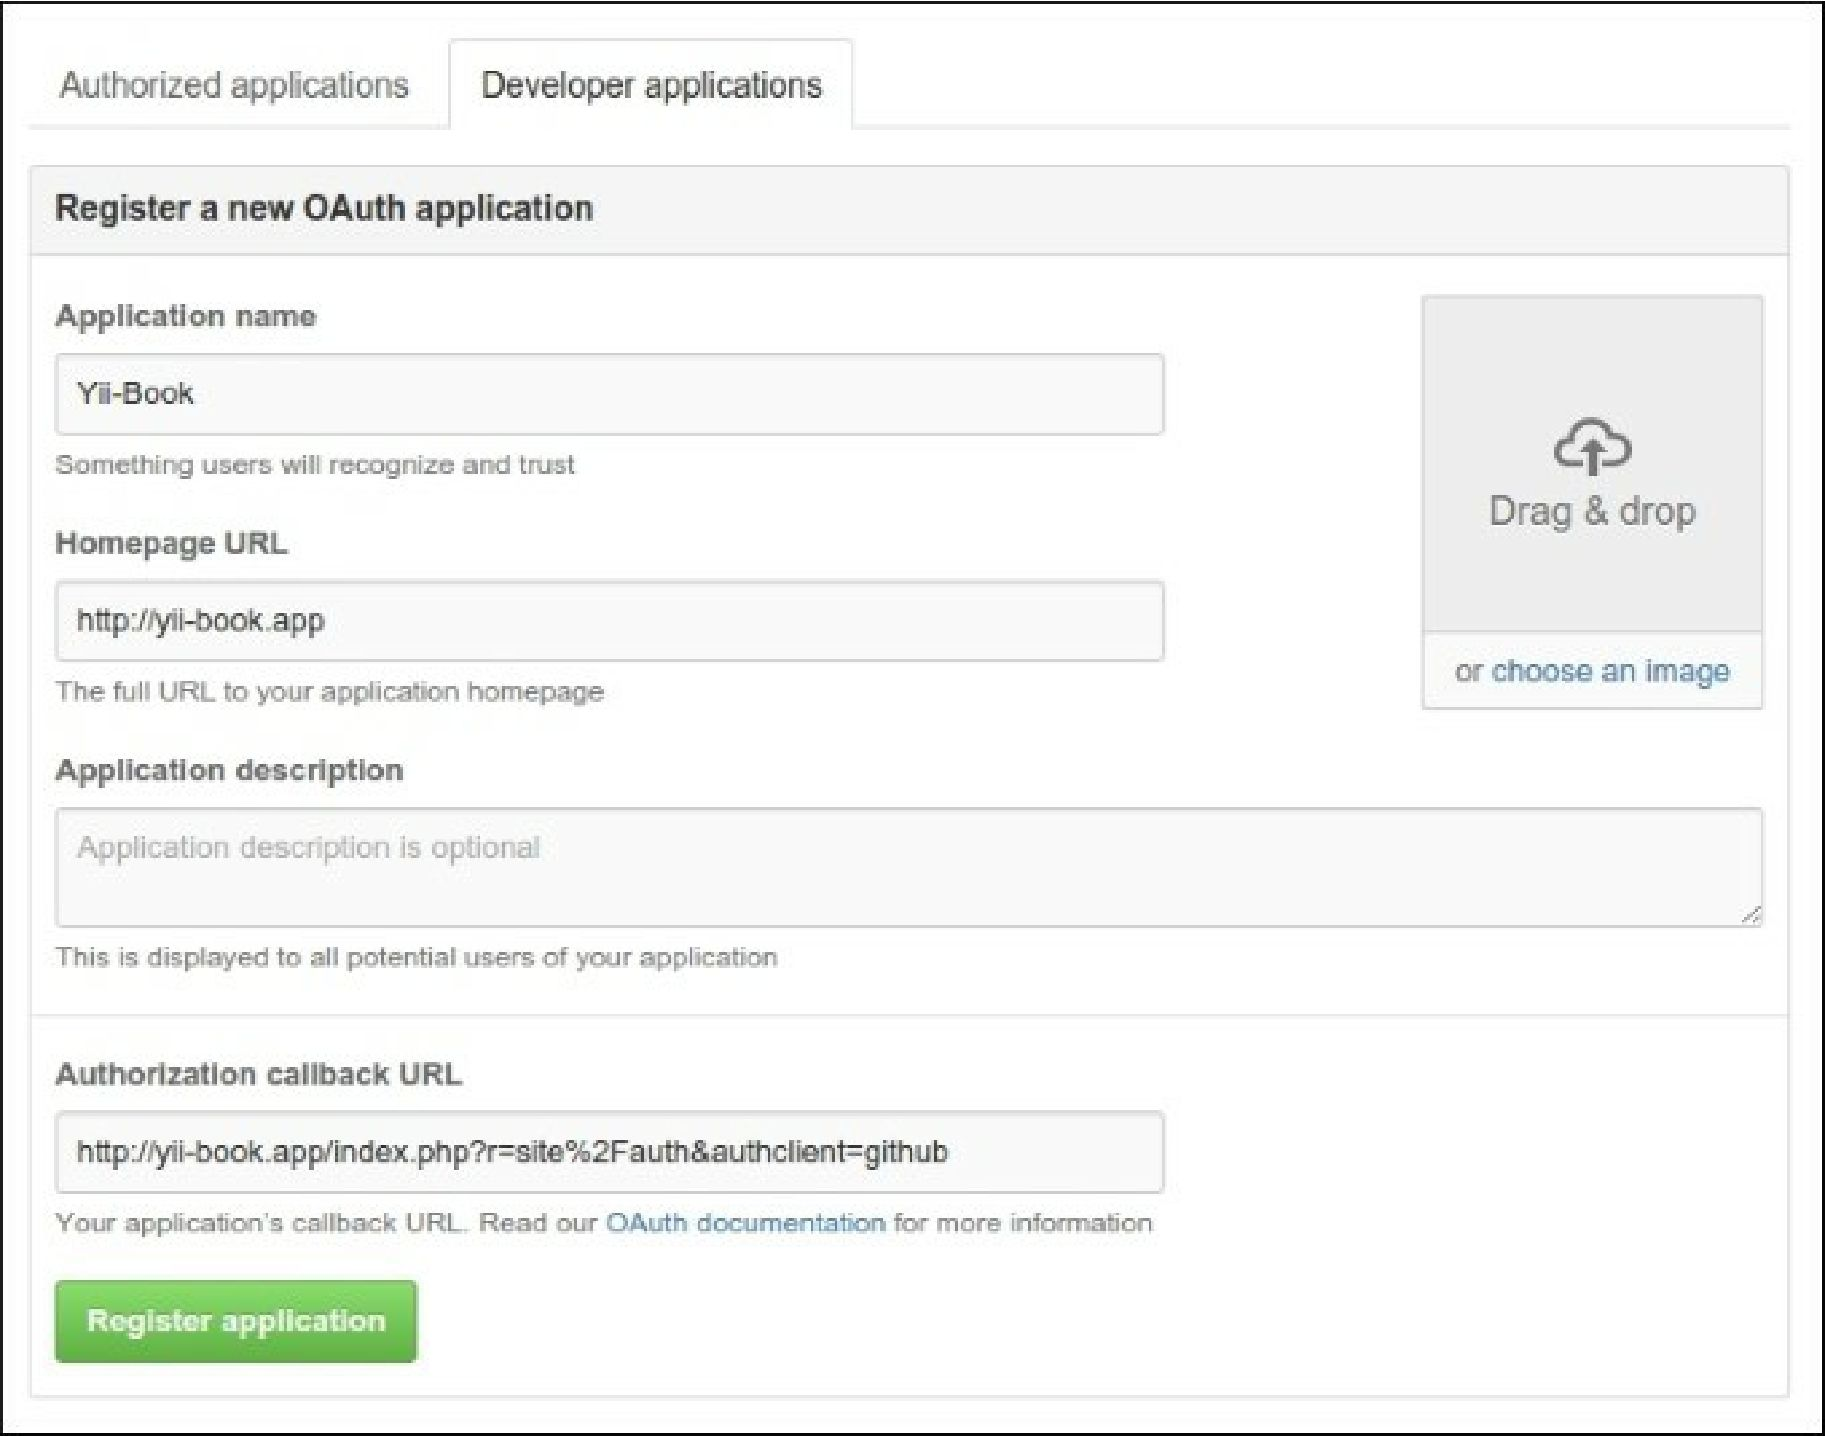 Authorized applications
Developer applications
Register a new OAuth application
Application name
Yii-Book
Something users will recognize and trust
Homepage URL
http://yii-book.app
The full URL to your application homepage
Drag & drop
or choose an image
Application description
Application description is optional
This is displayed to all potential users of your application
Authorization callback URL
http://yii-book.app/index.php?r=site%2Fauth&authclient=github
Your application's callback URL. Read our OAuth documentation for more information
Register application